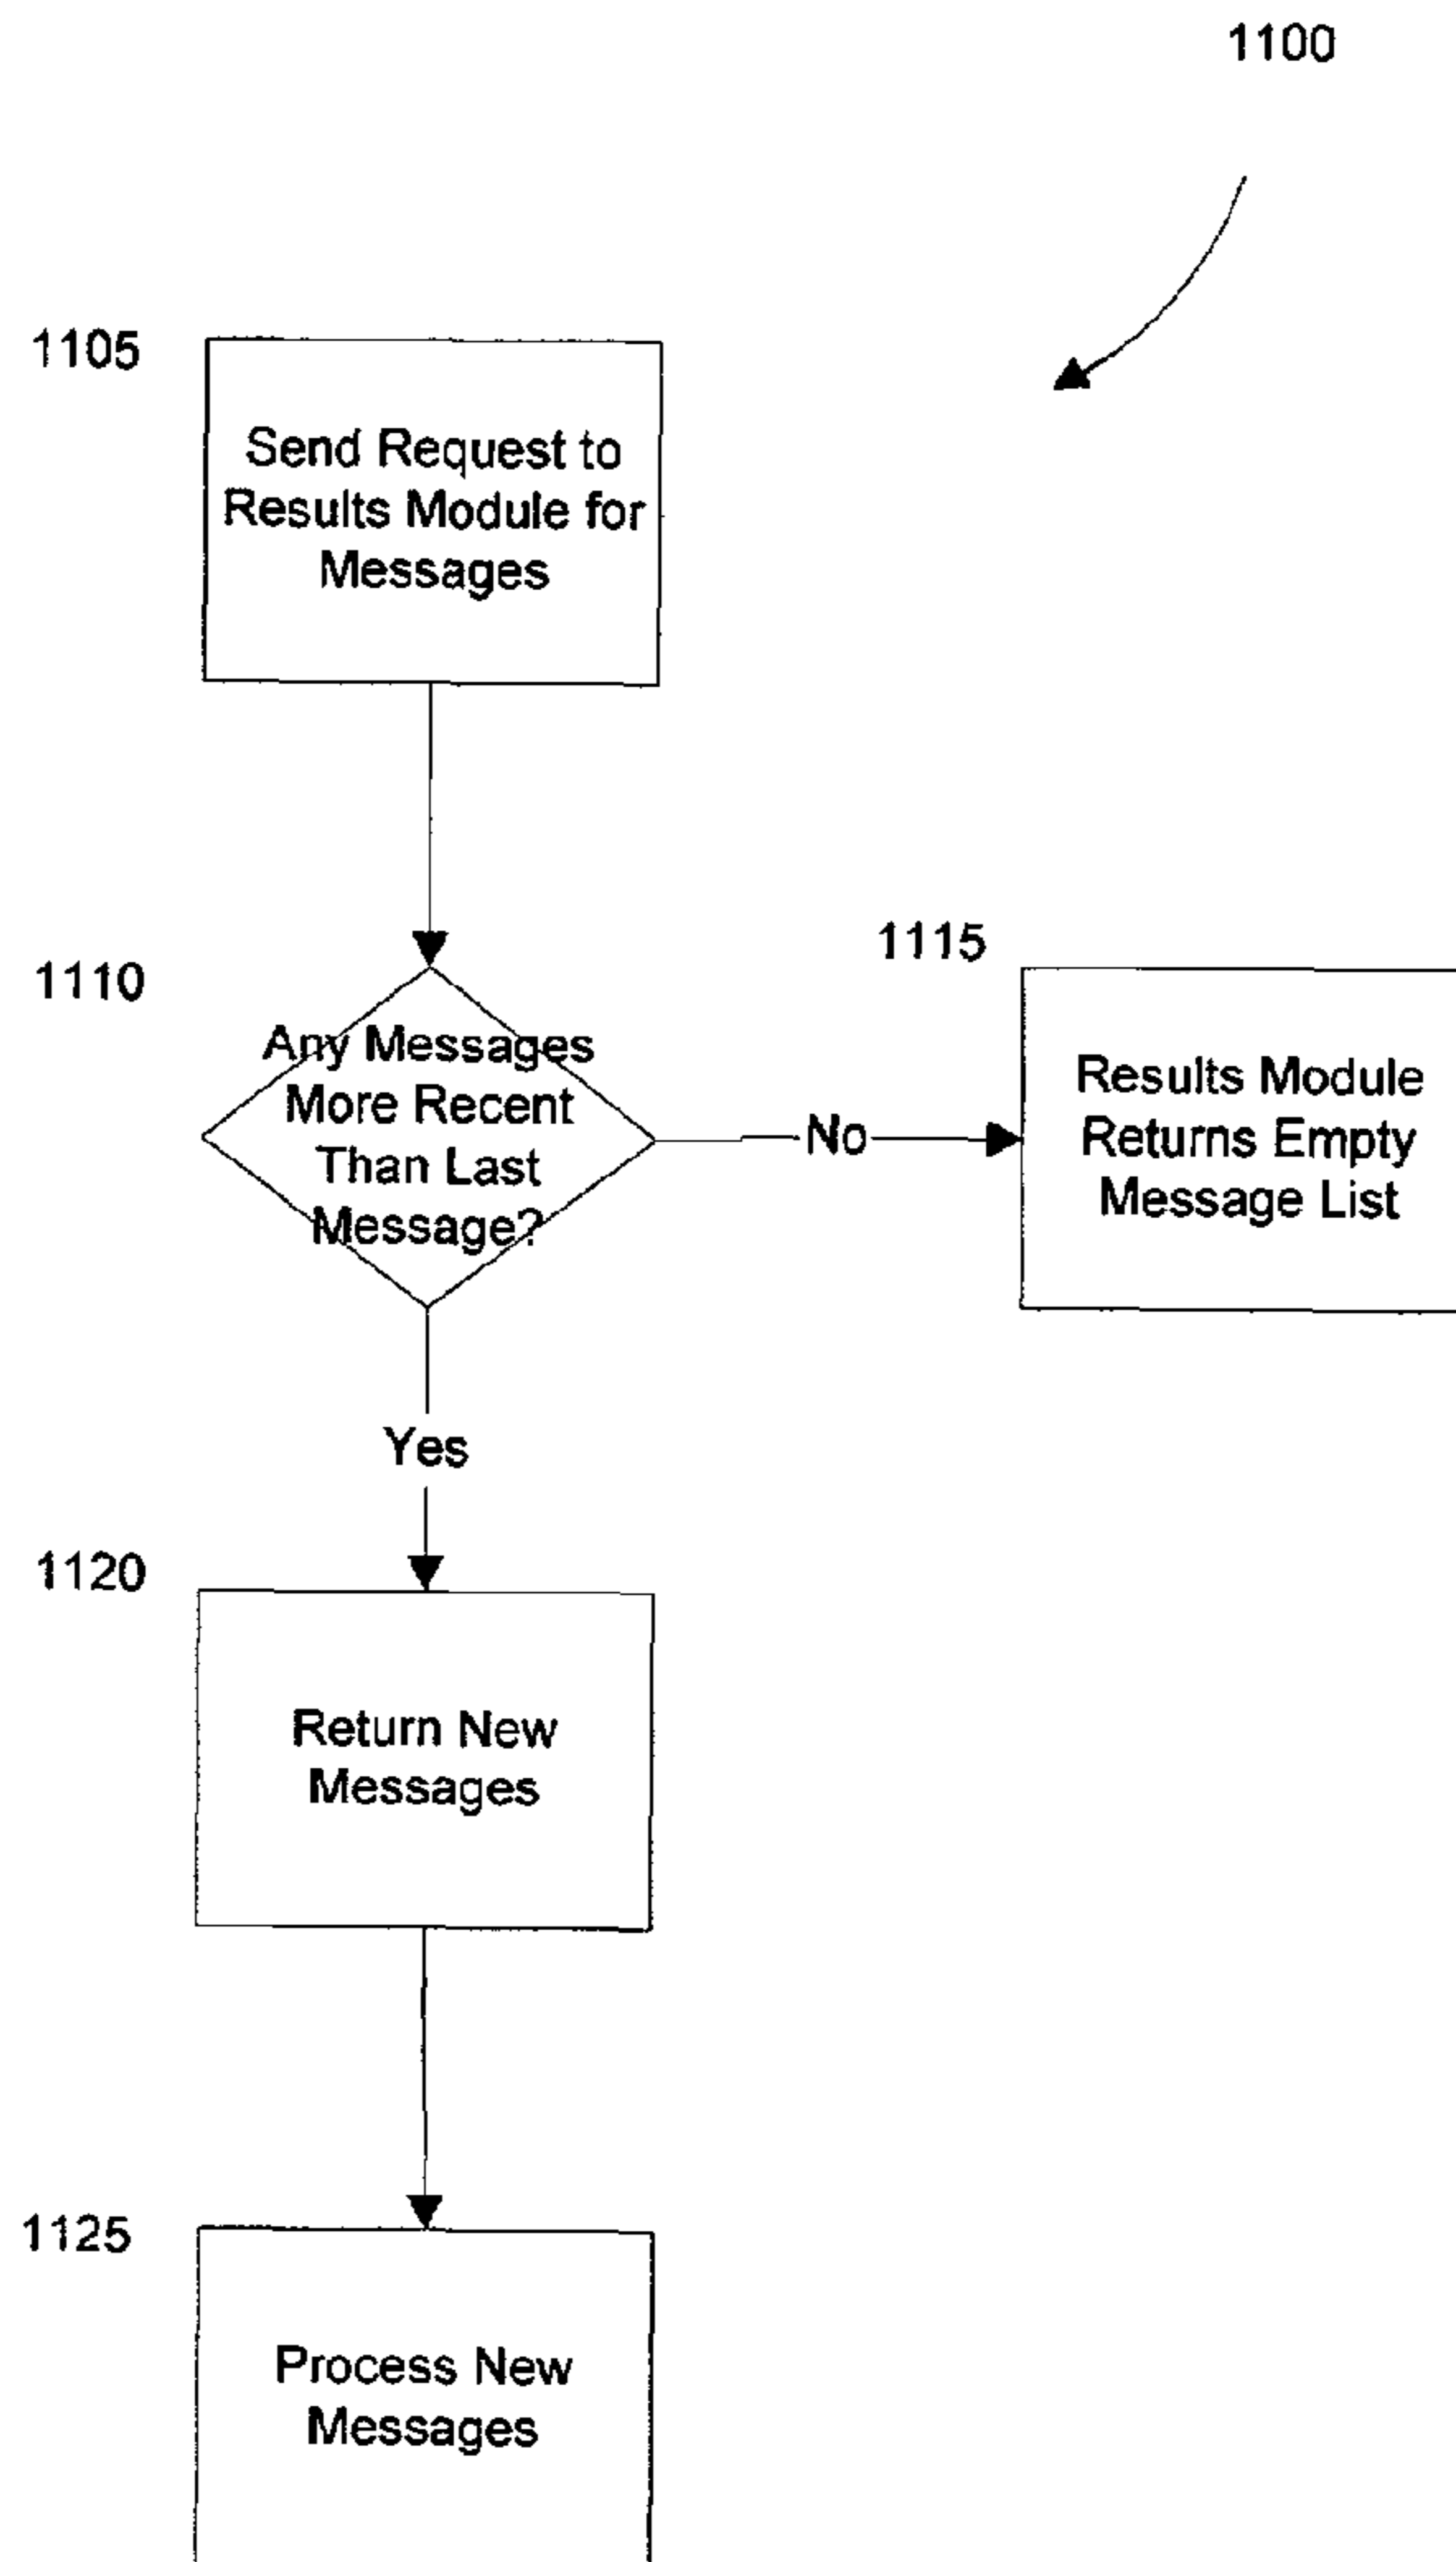 1100
1105
Send Request to
Results Module for
Messages
1110
Any Messages
More Recent
Than Last
Message?
No
1115
Results Module
Returns Empty
Message List
Yes
1120
Return New
Messages
1125
Process New
Messages